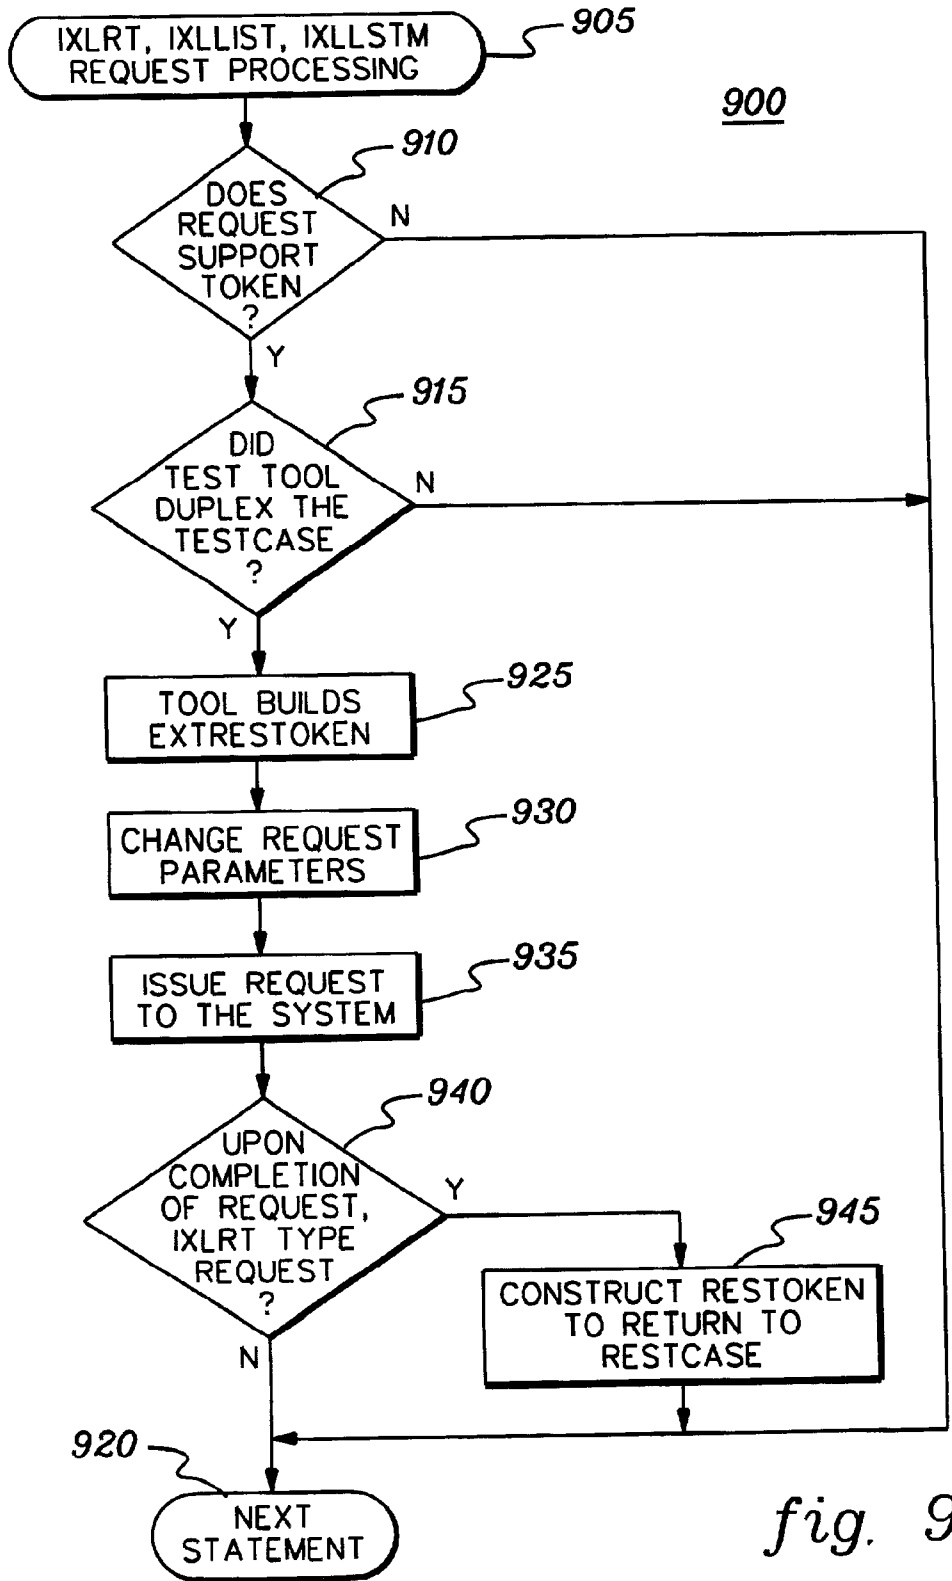 IXLRT, IXLLIST, IXLLSTM
REQUEST PROCESSING
905
900
910
DOES
REQUEST
SUPPORT
TOKEN
?
N
Y
915
DID
TEST TOOL
DUPLEX THE
TESTCASE
?
N
Y
925
TOOL BUILDS
EXTRESTOKEN
930
CHANGE REQUEST
PARAMETERS
935
ISSUE REQUEST
TO THE SYSTEM
940
UPON
COMPLETION
OF REQUEST,
IXLRT TYPE
REQUEST
?
Y
N
945
CONSTRUCT RESTOKEN
TO RETURN TO
RESTCASE
920
NEXT
STATEMENT
fig. 9